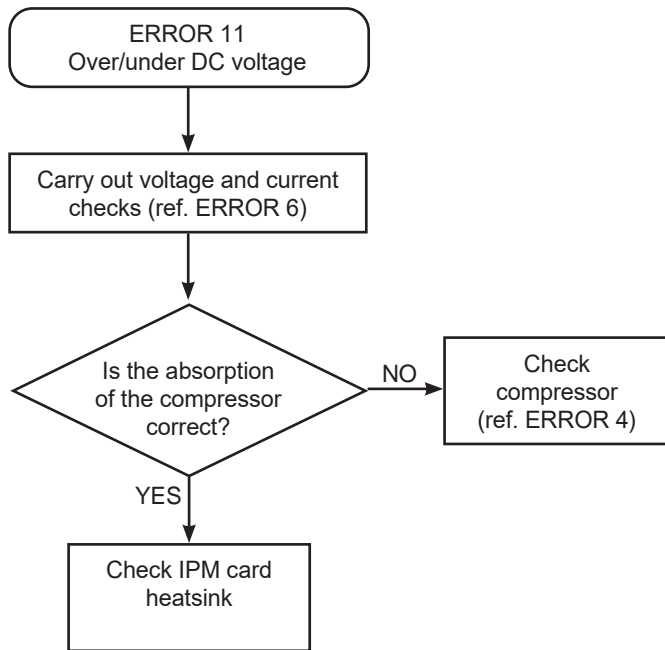 ERROR 11
Over/under DC voltage
Carry out voltage and current
checks (ref. ERROR 6)
Is the absorption
of the compressor
correct?
NO
Check
compressor
(ref. ERROR 4)
YES
Check IPM card
heatsink